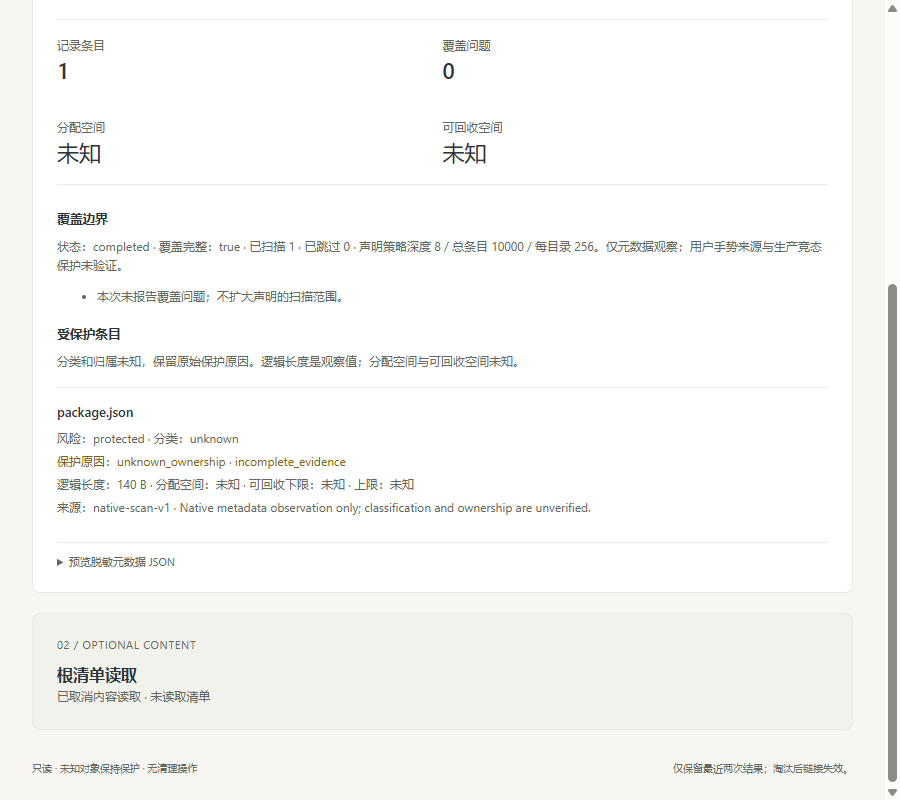 记录条目
覆盖问题
1
0
分配空间
可回收空间
未知
未知
覆盖边界
状态：completed · 覆盖完整：true · 已扫描 1 · 已跳过 0 · 声明策略深度 8 / 总条目 10000 / 每目录 256。仅元数据观察；用户手势来源与生产竞态
保护未验证。
• 本次未报告覆盖问题；不扩大声明的扫描范围。
受保护条目
分类和归属未知，保留原始保护原因。逻辑长度是观察值；分配空间与可回收空间未知。
package.json
风险：protected · 分类：unknown
保护原因：unknown_ownership · incomplete_evidence
逻辑长度：140 B · 分配空间：未知 · 可回收下限：未知 · 上限：未知
来源：native-scan-v1 · Native metadata observation only; classification and ownership are unverified.
▶ 预览脱敏元数据 JSON
02 / OPTIONAL CONTENT
根清单读取
已取消内容读取 · 未读取清单
只读 · 未知对象保持保护 · 无清理操作
仅保留最近两次结果；淘汰后链接失效。